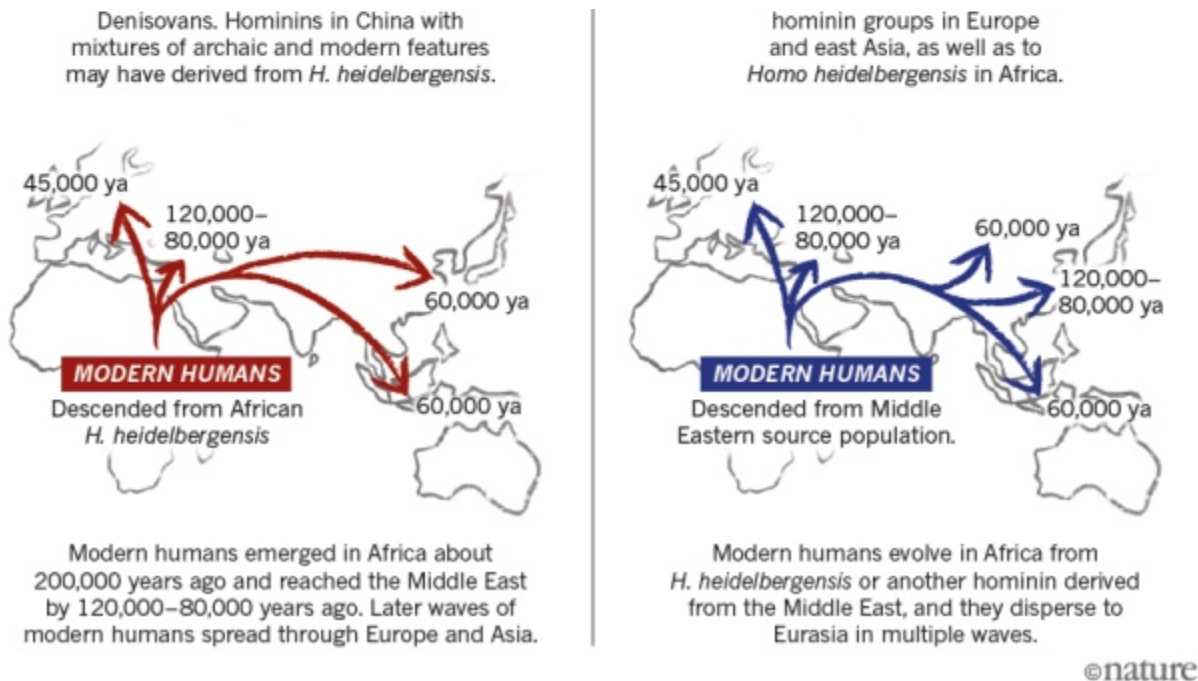 Denisovans. Hominins in China with
mixtures of archaic and modern features
may have derived from H. heidelbergensis.
45,000 ya
120,000–
80,000 ya
60,000 ya
60,000 ya
MODERN HUMANS
Descended from African
H. heidelbergensis
Modern humans emerged in Africa about
200,000 years ago and reached the Middle East
by 120,000–80,000 years ago. Later waves of
modern humans spread through Europe and Asia.
hominin groups in Europe
and east Asia, as well as to
Homo heidelbergensis in Africa.
45,000 ya
120,000–
80,000 ya
60,000 ya
120,000–
80,000 ya
60,000 ya
MODERN HUMANS
Descended from Middle
Eastern source population.
Modern humans evolve in Africa from
H. heidelbergensis or another hominin derived
from the Middle East, and they disperse to
Eurasia in multiple waves.
©nature